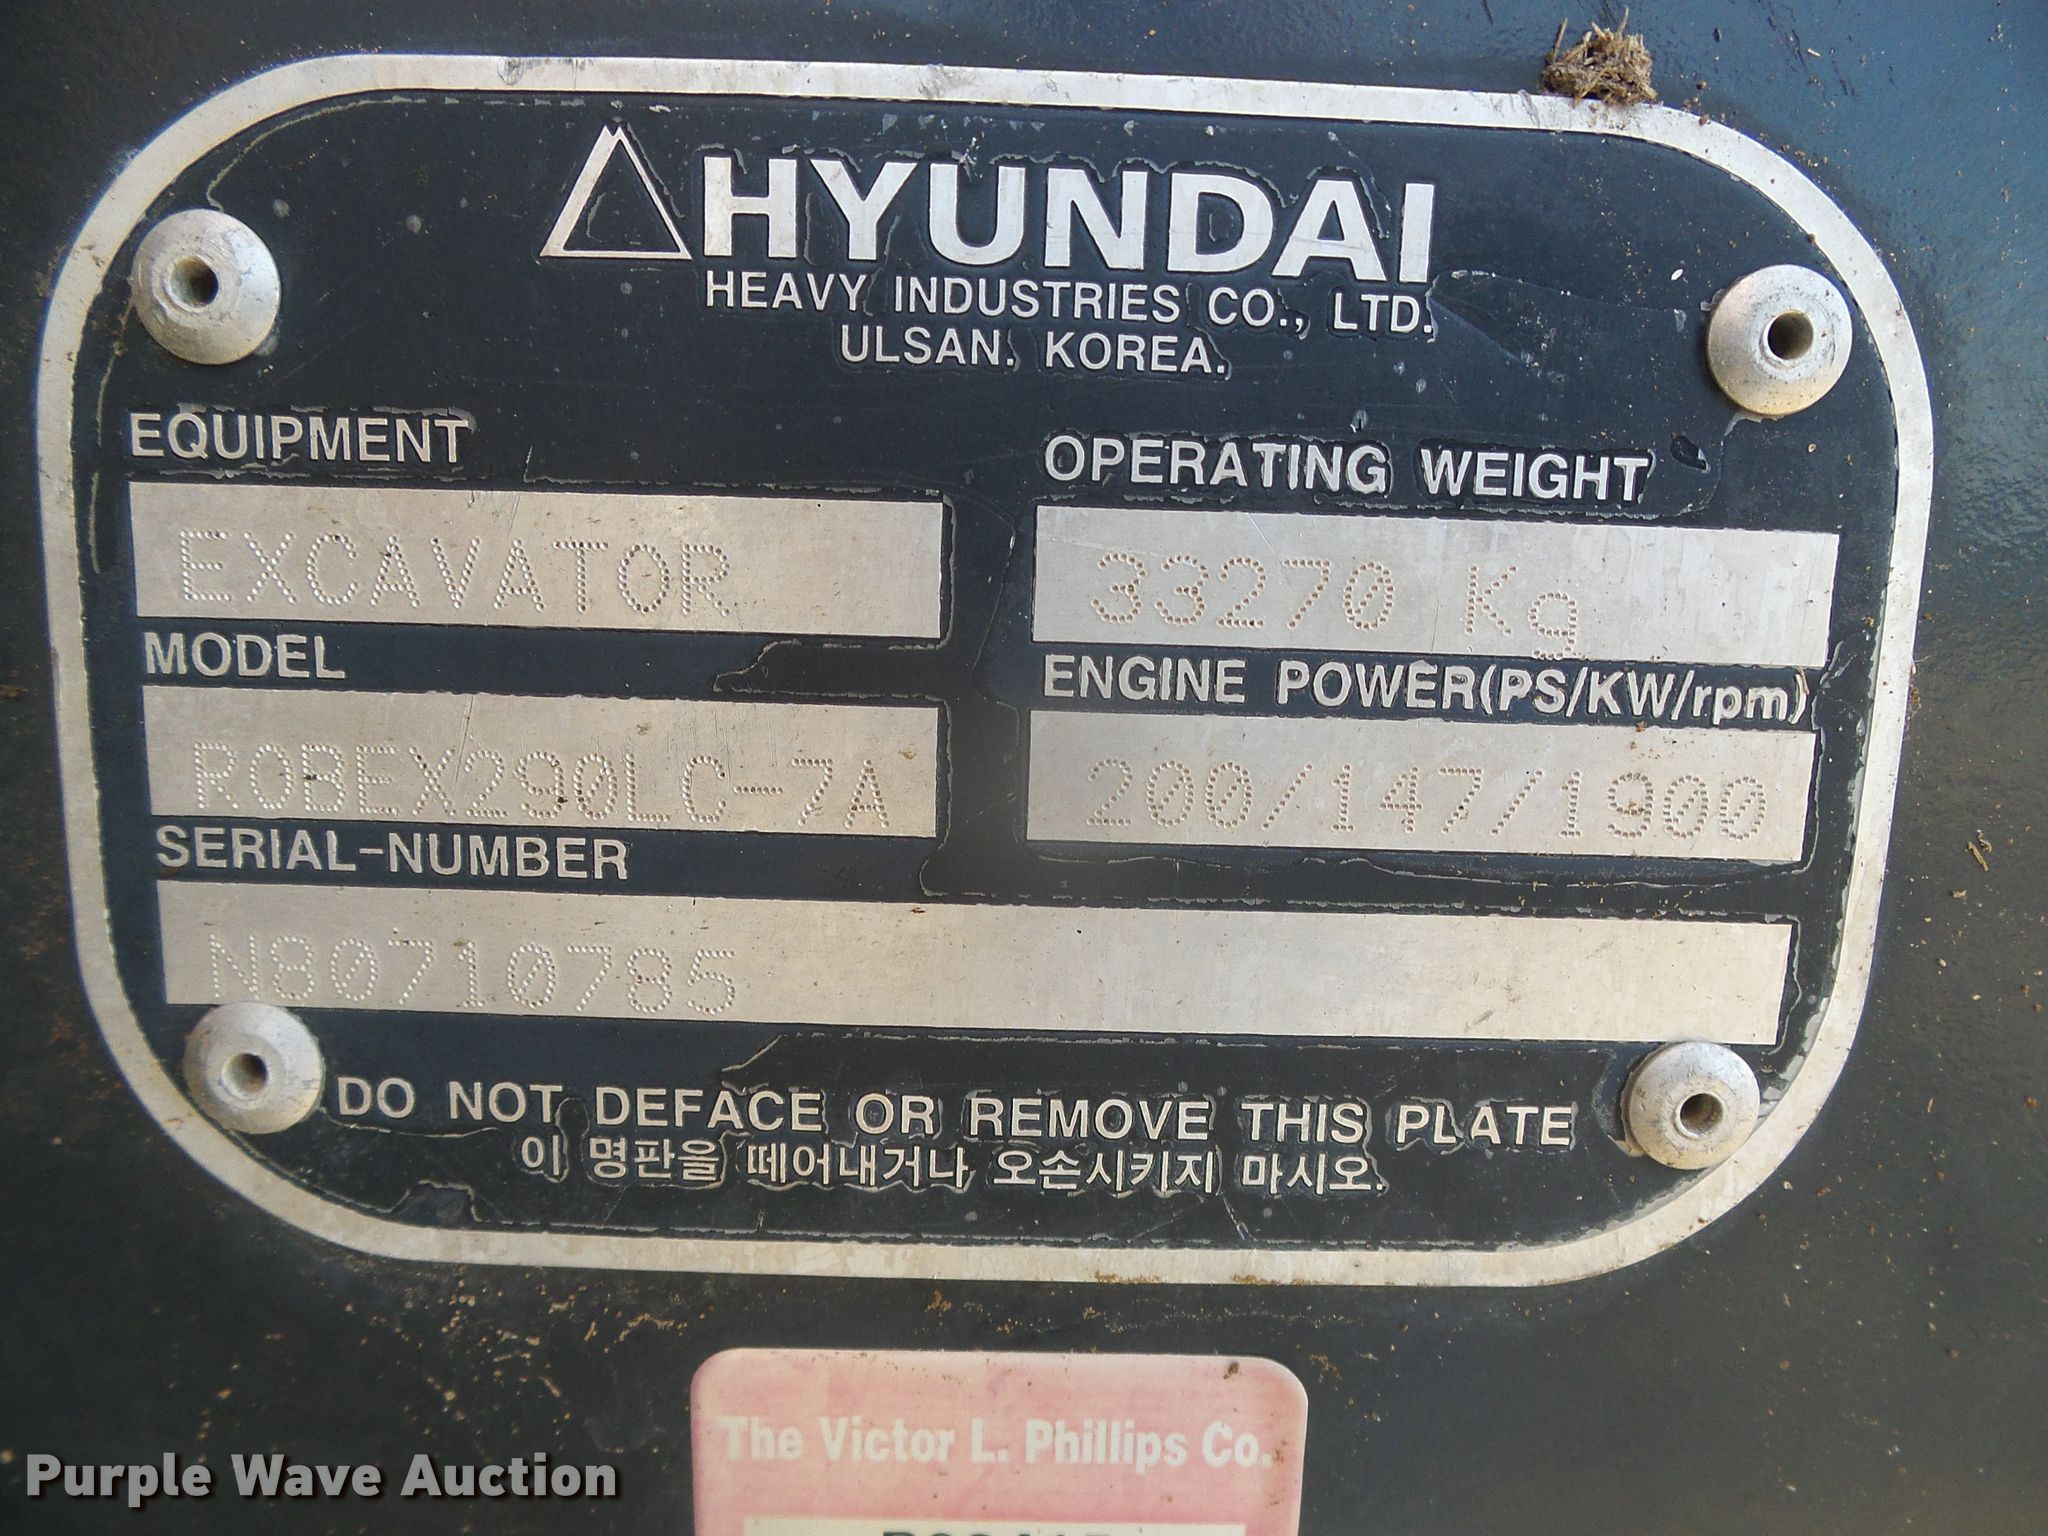 HYUNDAI
HEAVY INDUSTRIES CO., LTD.
ULSAN. KOREA.
EQUIPMENT
EXCAVATOR
MODEL
ROBEX290LC-7A
SERIAL-NUMBER
N80710785
OPERATING WEIGHT
33270 Kg
ENGINE POWER(PS/KW/rpm)
200/147/1900
DO NOT DEFACE OR REMOVE THIS PLATE
이 명판을 떼어내거나 오손시키지 마시오.
The Victor L. Phillips Co.
Purple Wave Auction